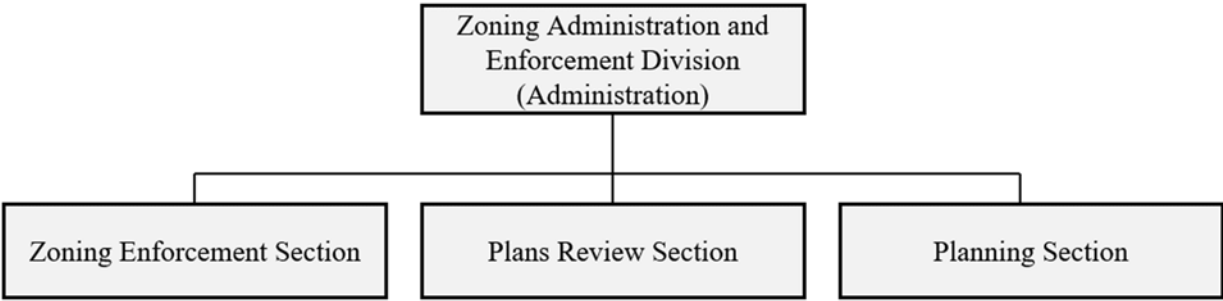 Zoning Administration and
Enforcement Division
(Administration)
Zoning Enforcement Section
Plans Review Section
Planning Section